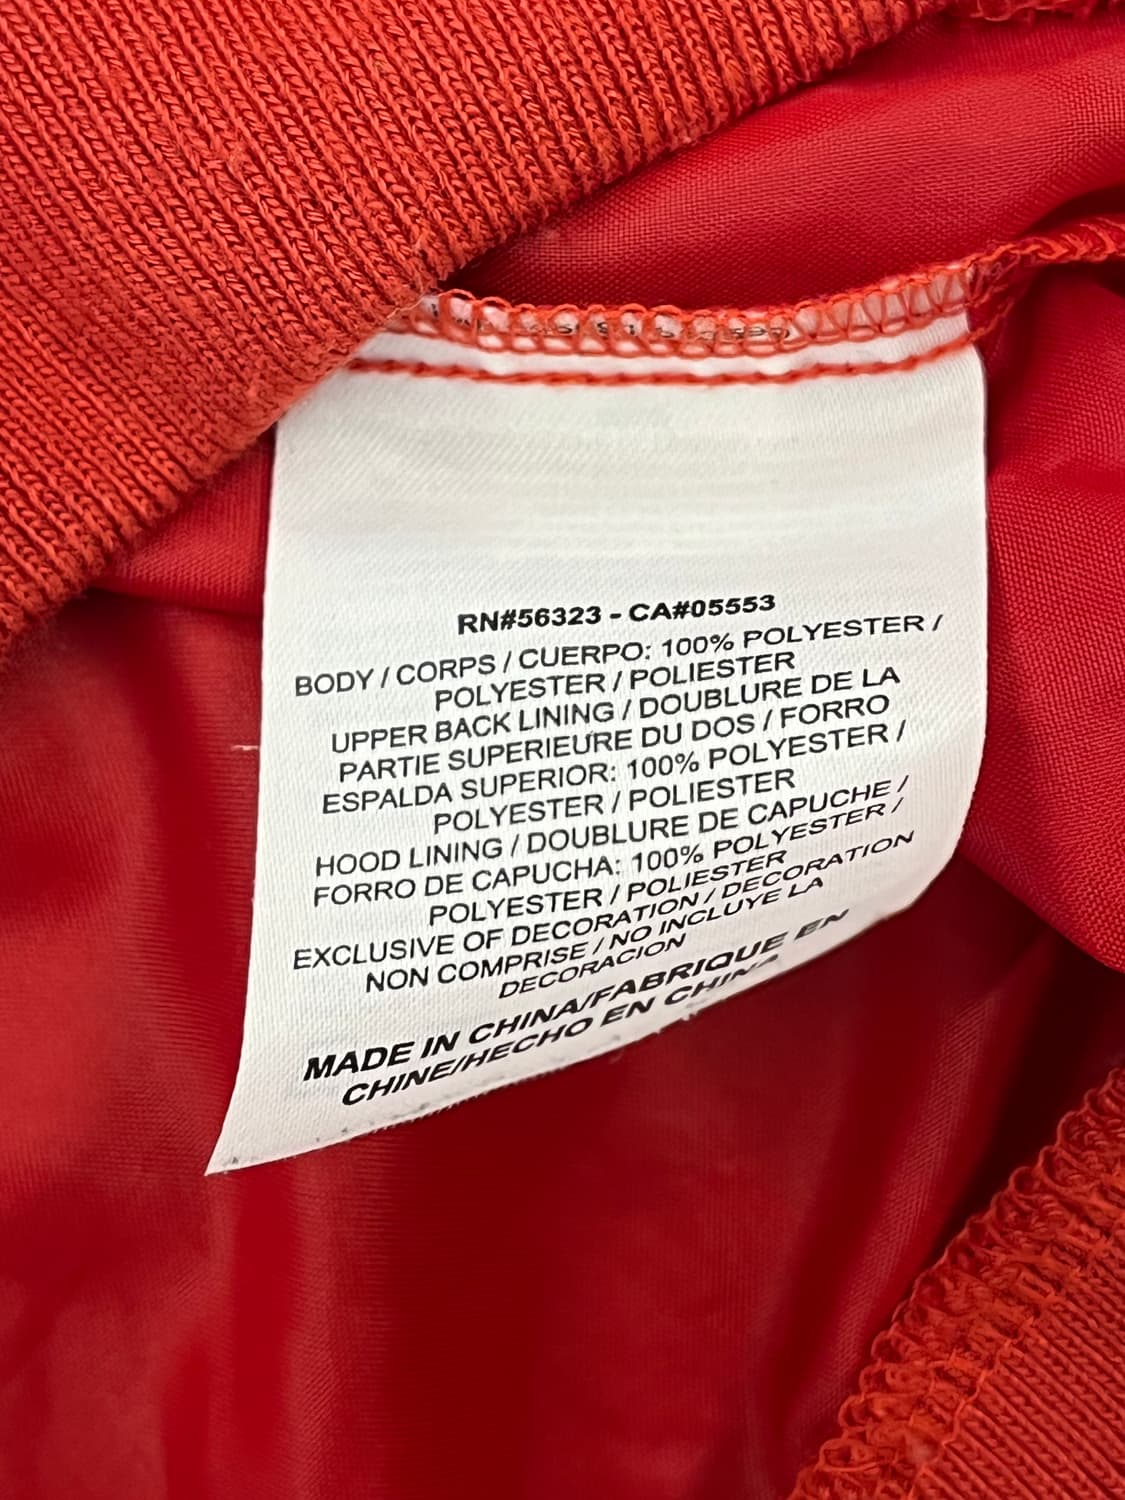 RN#56323 - CA#05553
BODY / CORPS / CUERPO: 100% POLYESTER /
POLYESTER / POLIESTER
UPPER BACK LINING / DOUBLURE DE LA
PARTIE SUPERIEURE DU DOS / FORRO
ESPALDA SUPERIOR: 100% POLYESTER /
POLYESTER / POLIESTER
HOOD LINING / DOUBLURE DE CAPUCHE /
FORRO DE CAPUCHA: 100% POLYESTER /
POLYESTER / POLIESTER
EXCLUSIVE OF DECORATION / DECORATION
NON COMPRISE / NO INCLUYE LA
DECORACION
MADE IN CHINA/FABRIQUE EN
CHINE/HECHO EN CHINA